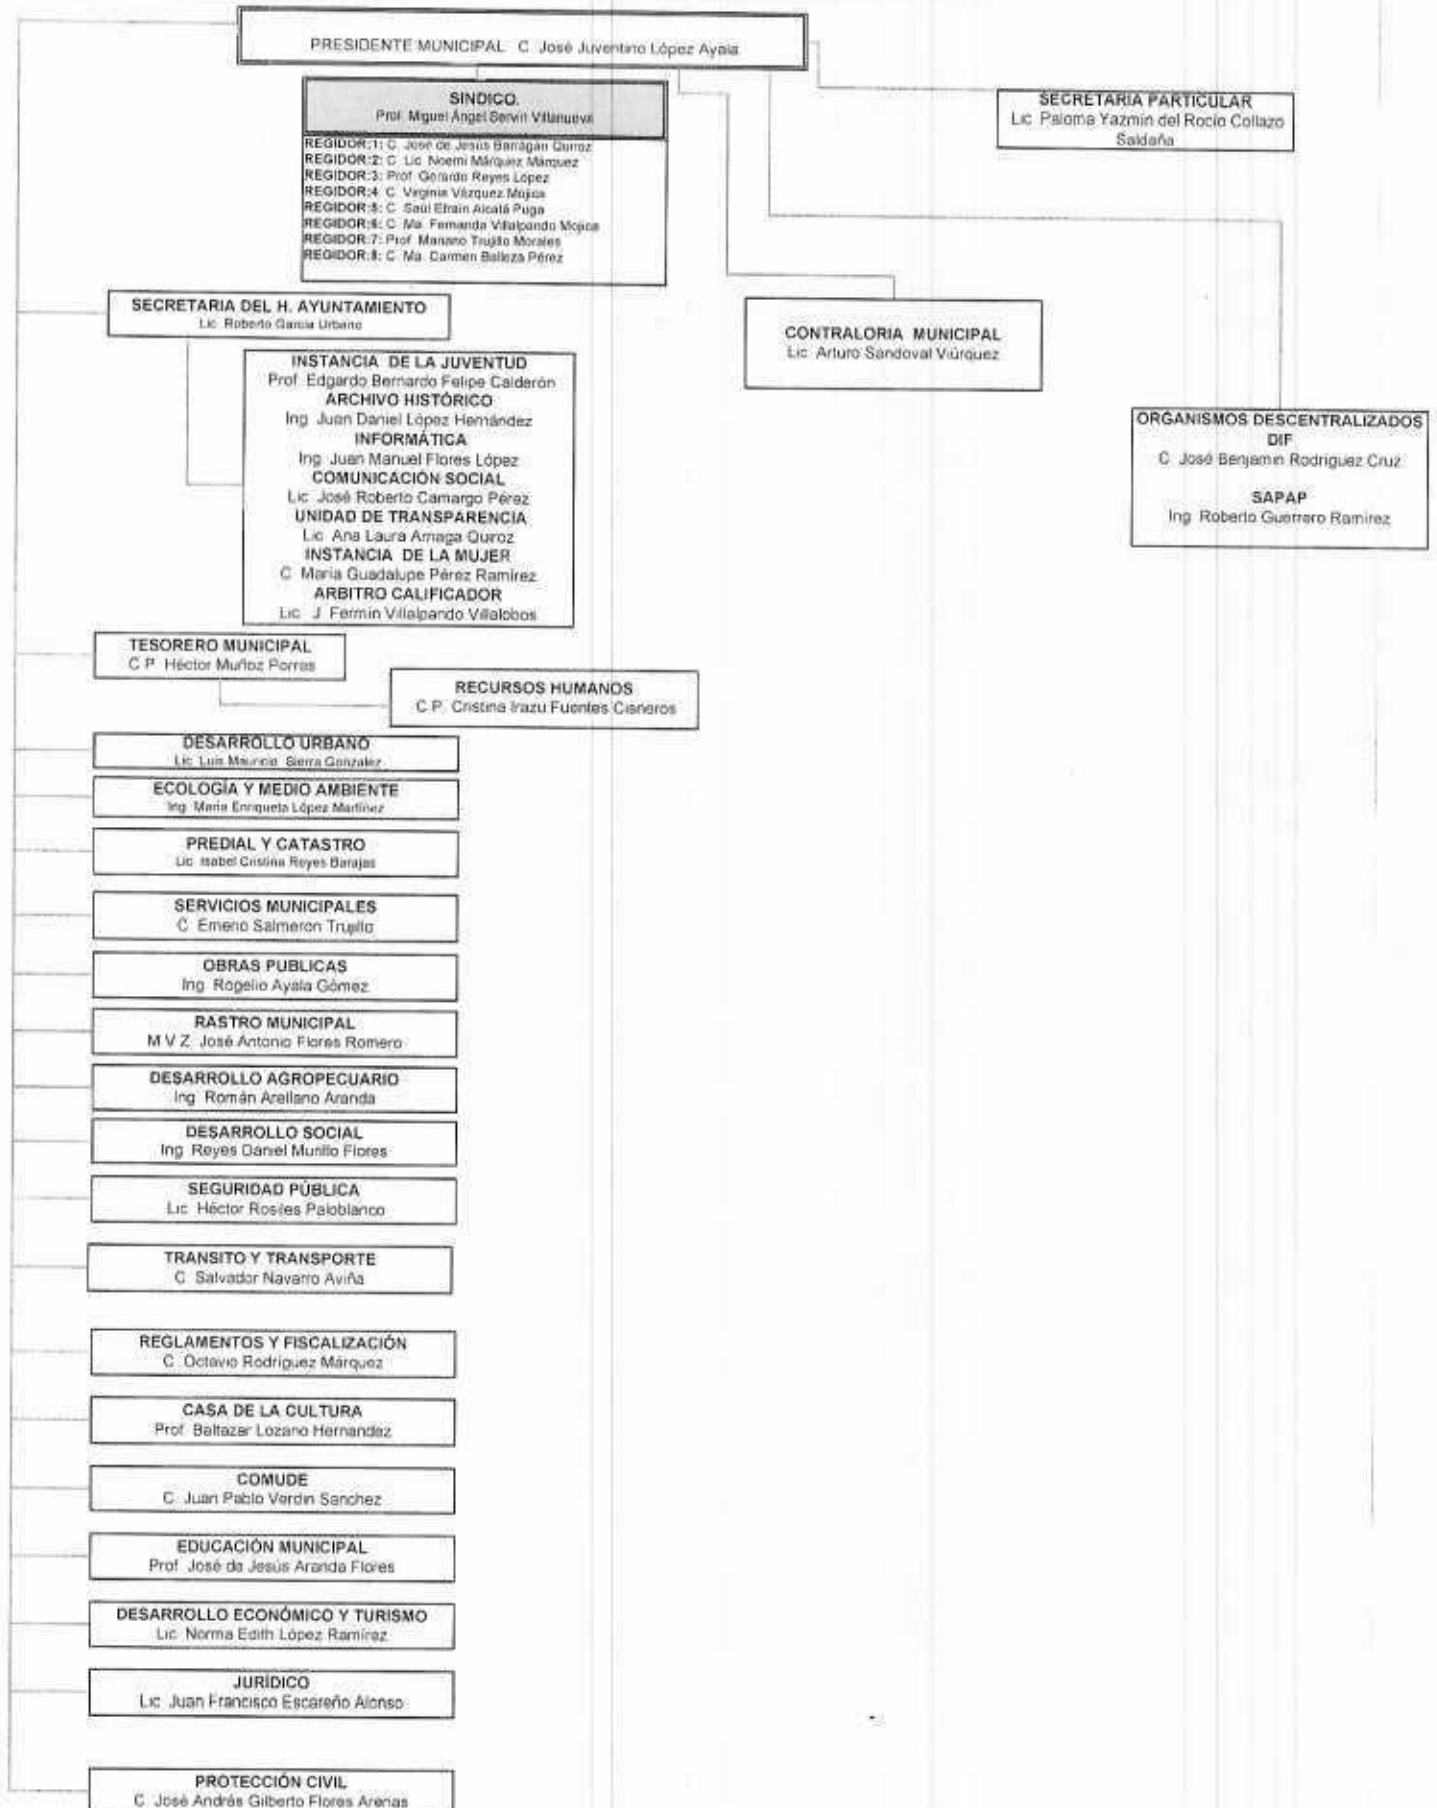 PRESIDENTE MUNICIPAL C José Juventino López Ayala
SINDICO.
Prof. Miguel Ángel Servin Villanueva
REGIDOR:1: C. José de Jesús Barragán Quiroz
REGIDOR:2: C. Lic. Noemí Márquez Márquez
REGIDOR:3: Prof. Gerardo Reyes López
REGIDOR:4 C. Virginia Vázquez Mojica
REGIDOR:5: C. Saúl Efraín Alcalá Puga
REGIDOR:6: C. Ma. Fernanda Villalpando Mojica
REGIDOR:7: Prof. Mariano Trujillo Morales
REGIDOR:8: C. Ma. Carmen Balleza Pérez
SECRETARIA PARTICULAR
Lic. Paloma Yazmin del Rocío Collazo
Saldaña
SECRETARIA DEL H. AYUNTAMIENTO
Lic. Roberto García Urbano
INSTANCIA DE LA JUVENTUD
Prof. Edgardo Bernardo Felipe Calderón
ARCHIVO HISTÓRICO
Ing. Juan Daniel López Hernández
INFORMÁTICA
Ing. Juan Manuel Flores López
COMUNICACIÓN SOCIAL
Lic. José Roberto Camargo Pérez
UNIDAD DE TRANSPARENCIA
Lic. Ana Laura Arriaga Quiroz
INSTANCIA DE LA MUJER
C. María Guadalupe Pérez Ramírez
ARBITRO CALIFICADOR
Lic. J. Fermín Villalpando Villalobos
CONTRALORIA MUNICIPAL
Lic. Arturo Sandoval
ORGANISMOS DESCENTRALIZADOS
DIF
C. José Benjamín Rodríguez Cruz
SAPAP
Ing. Roberto Guerrero Ramírez
TESORERO MUNICIPAL
C.P. Héctor Muñoz Porras
RECURSOS HUMANOS
C.P. Cristina Irazu Fuentes Cisneros
DESARROLLO URBANO
Lic. Luis Mauricio Sierra González
ECOLOGÍA Y MEDIO AMBIENTE
Ing. María Enriqueta López Martínez
PREDIAL Y CATASTRO
Lic. Isabel Cristina Reyes Barajas
SERVICIOS MUNICIPALES
C. Emerio Salmeron Trujillo
OBRAS PUBLICAS
Ing. Rogelio Ayala Gómez
RASTRO MUNICIPAL
M.V.Z. José Antonio Flores Romero
DESARROLLO AGROPECUARIO
Ing. Román Arellano Aranda
DESARROLLO SOCIAL
Ing. Reyes Daniel Murillo Flores
SEGURIDAD PÚBLICA
Lic. Héctor Rosiles Paloblanco
TRANSITO Y TRANSPORTE
C. Salvador Navarro Aviña
REGLAMENTOS Y FISCALIZACIÓN
C. Octavio Rodríguez Márquez
CASA DE LA CULTURA
Prof. Baltazar Lozano Hernandez
COMUDE
C. Juan Pablo Verdin Sanchez
EDUCACIÓN MUNICIPAL
Prof. José de Jesús Aranda Flores
DESARROLLO ECONÓMICO Y TURISMO
Lic. Norma Edith López Ramírez
JURÍDICO
Lic. Juan Francisco Escareño Alonso
PROTECCIÓN CIVIL
C. José Andrés Gilberto Flores Arenas